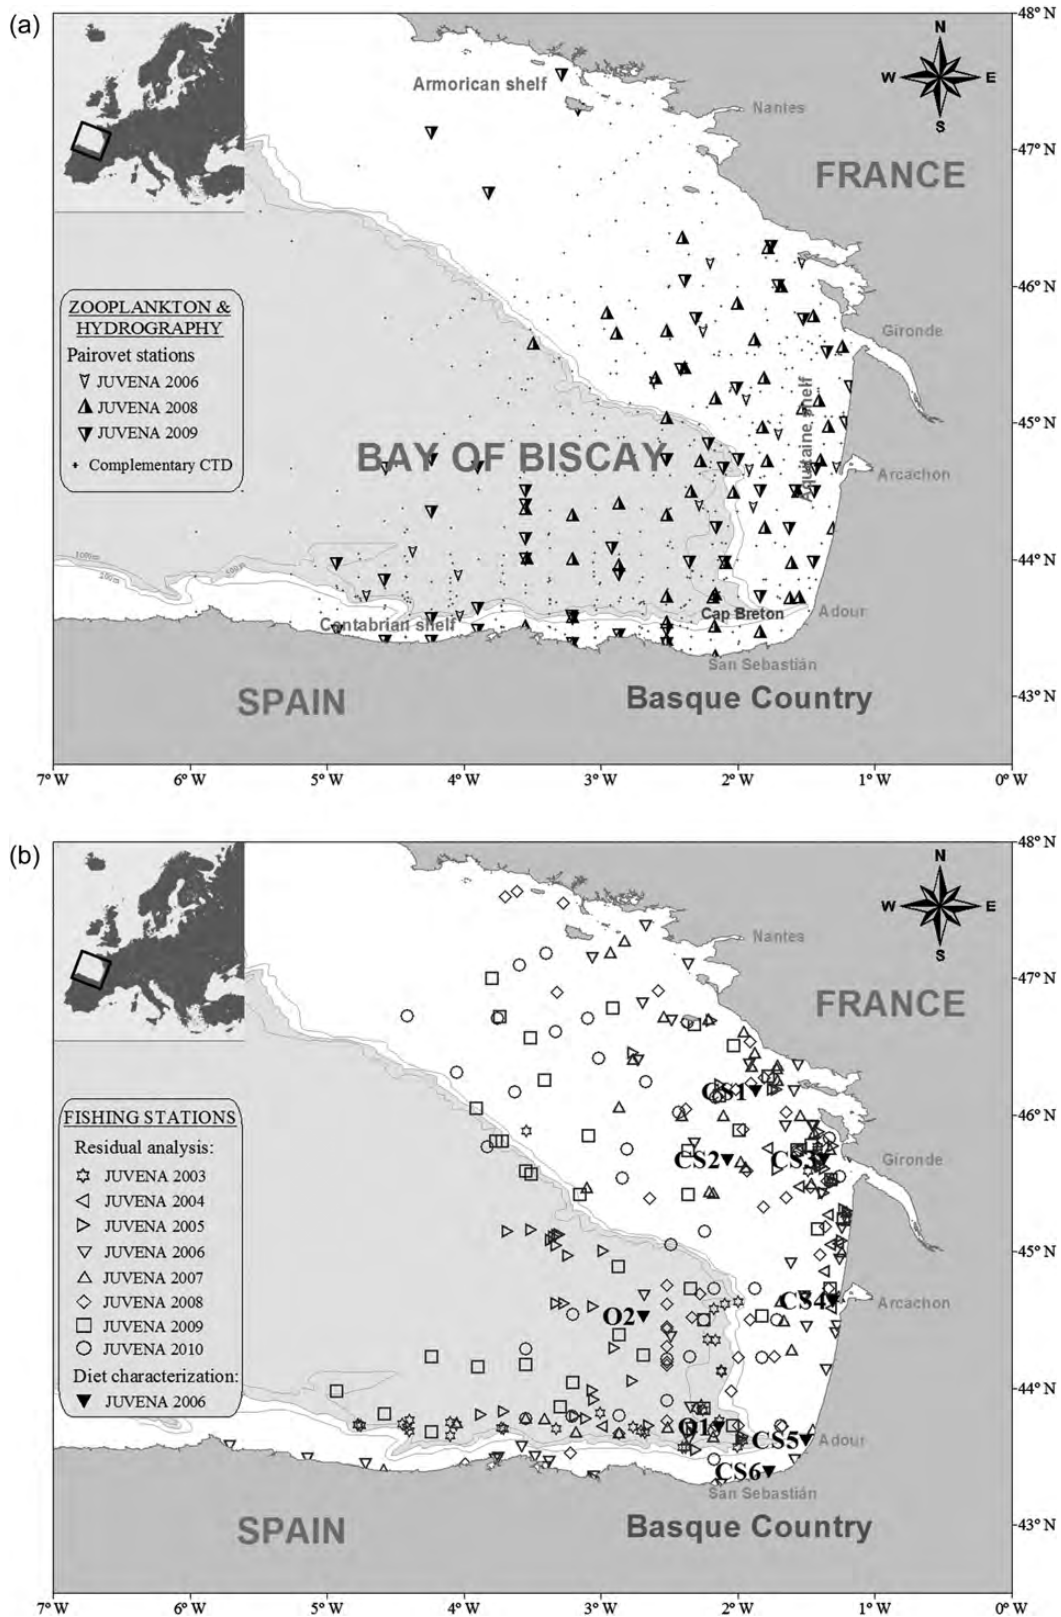 (a)
48° N
N
W E
S
Armorican shelf
Nantes
47° N
FRANCE
46° N
ZOOPLANKTON &
HYDROGRAPHY
Pairovet stations
JUVENA 2006
JUVENA 2008
JUVENA 2009
Complementary CTD
Gironde
Aquitaine shelf
45° N
BAY OF BISCAY
Arcachon
44° N
Cap Breton
Adour
Cantabrian shelf
San Sebastián
43° N
SPAIN
Basque Country
7° W 6° W 5° W 4° W 3° W 2° W 1° W 0° W
(b)
48° N
N
W E
S
Nantes
47° N
FRANCE
CS1
46° N
FISHING STATIONS
Residual analysis:
JUVENA 2003
JUVENA 2004
JUVENA 2005
JUVENA 2006
JUVENA 2007
JUVENA 2008
JUVENA 2009
JUVENA 2010
Diet characterization:
JUVENA 2006
CS2
CS3
Gironde
45° N
CS4
Arcachon
O2
44° N
O1
CS5
Adour
CS6
San Sebastián
43° N
SPAIN
Basque Country
7° W 6° W 5° W 4° W 3° W 2° W 1° W 0° W